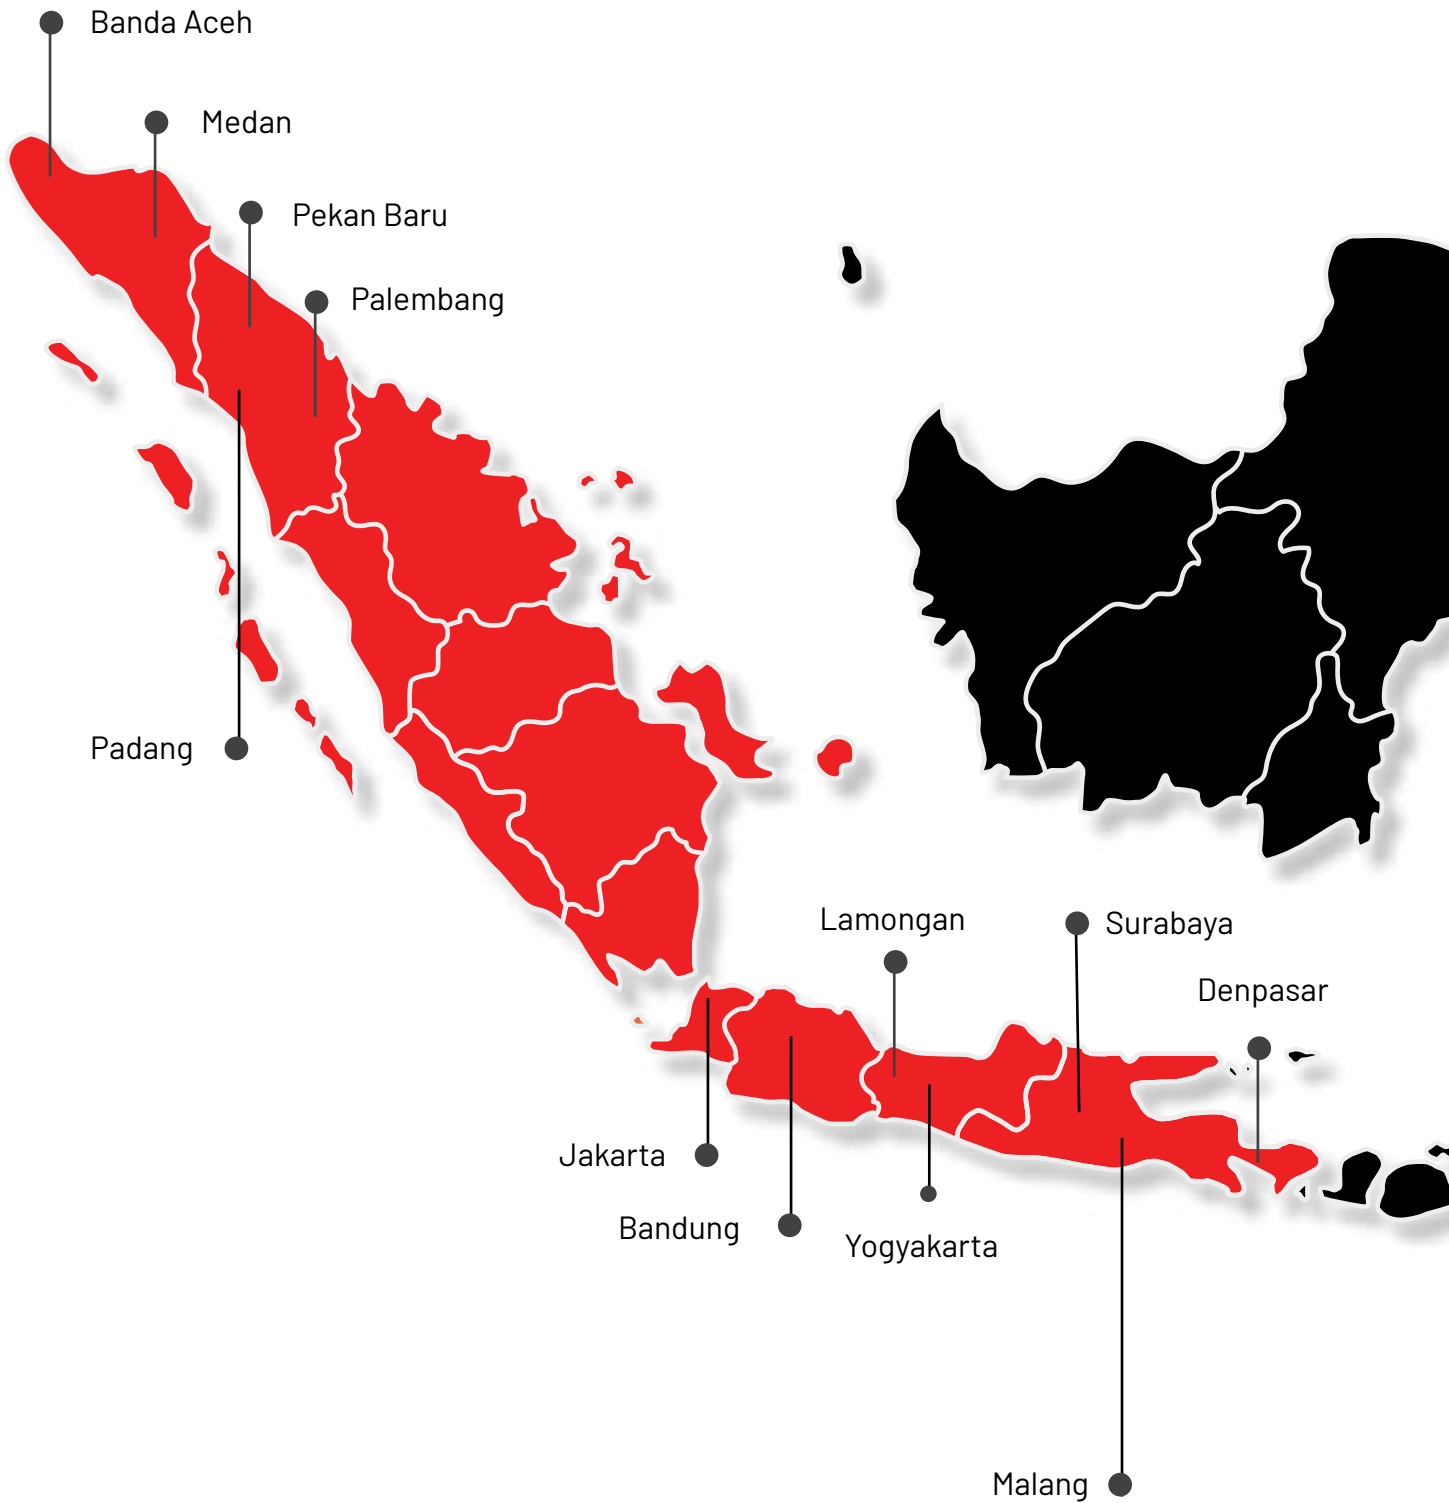 Banda Aceh
Medan
Pekan Baru
Palembang
Padang
Lamongan
Surabaya
Denpasar
Jakarta
Bandung
Yogyakarta
Malang